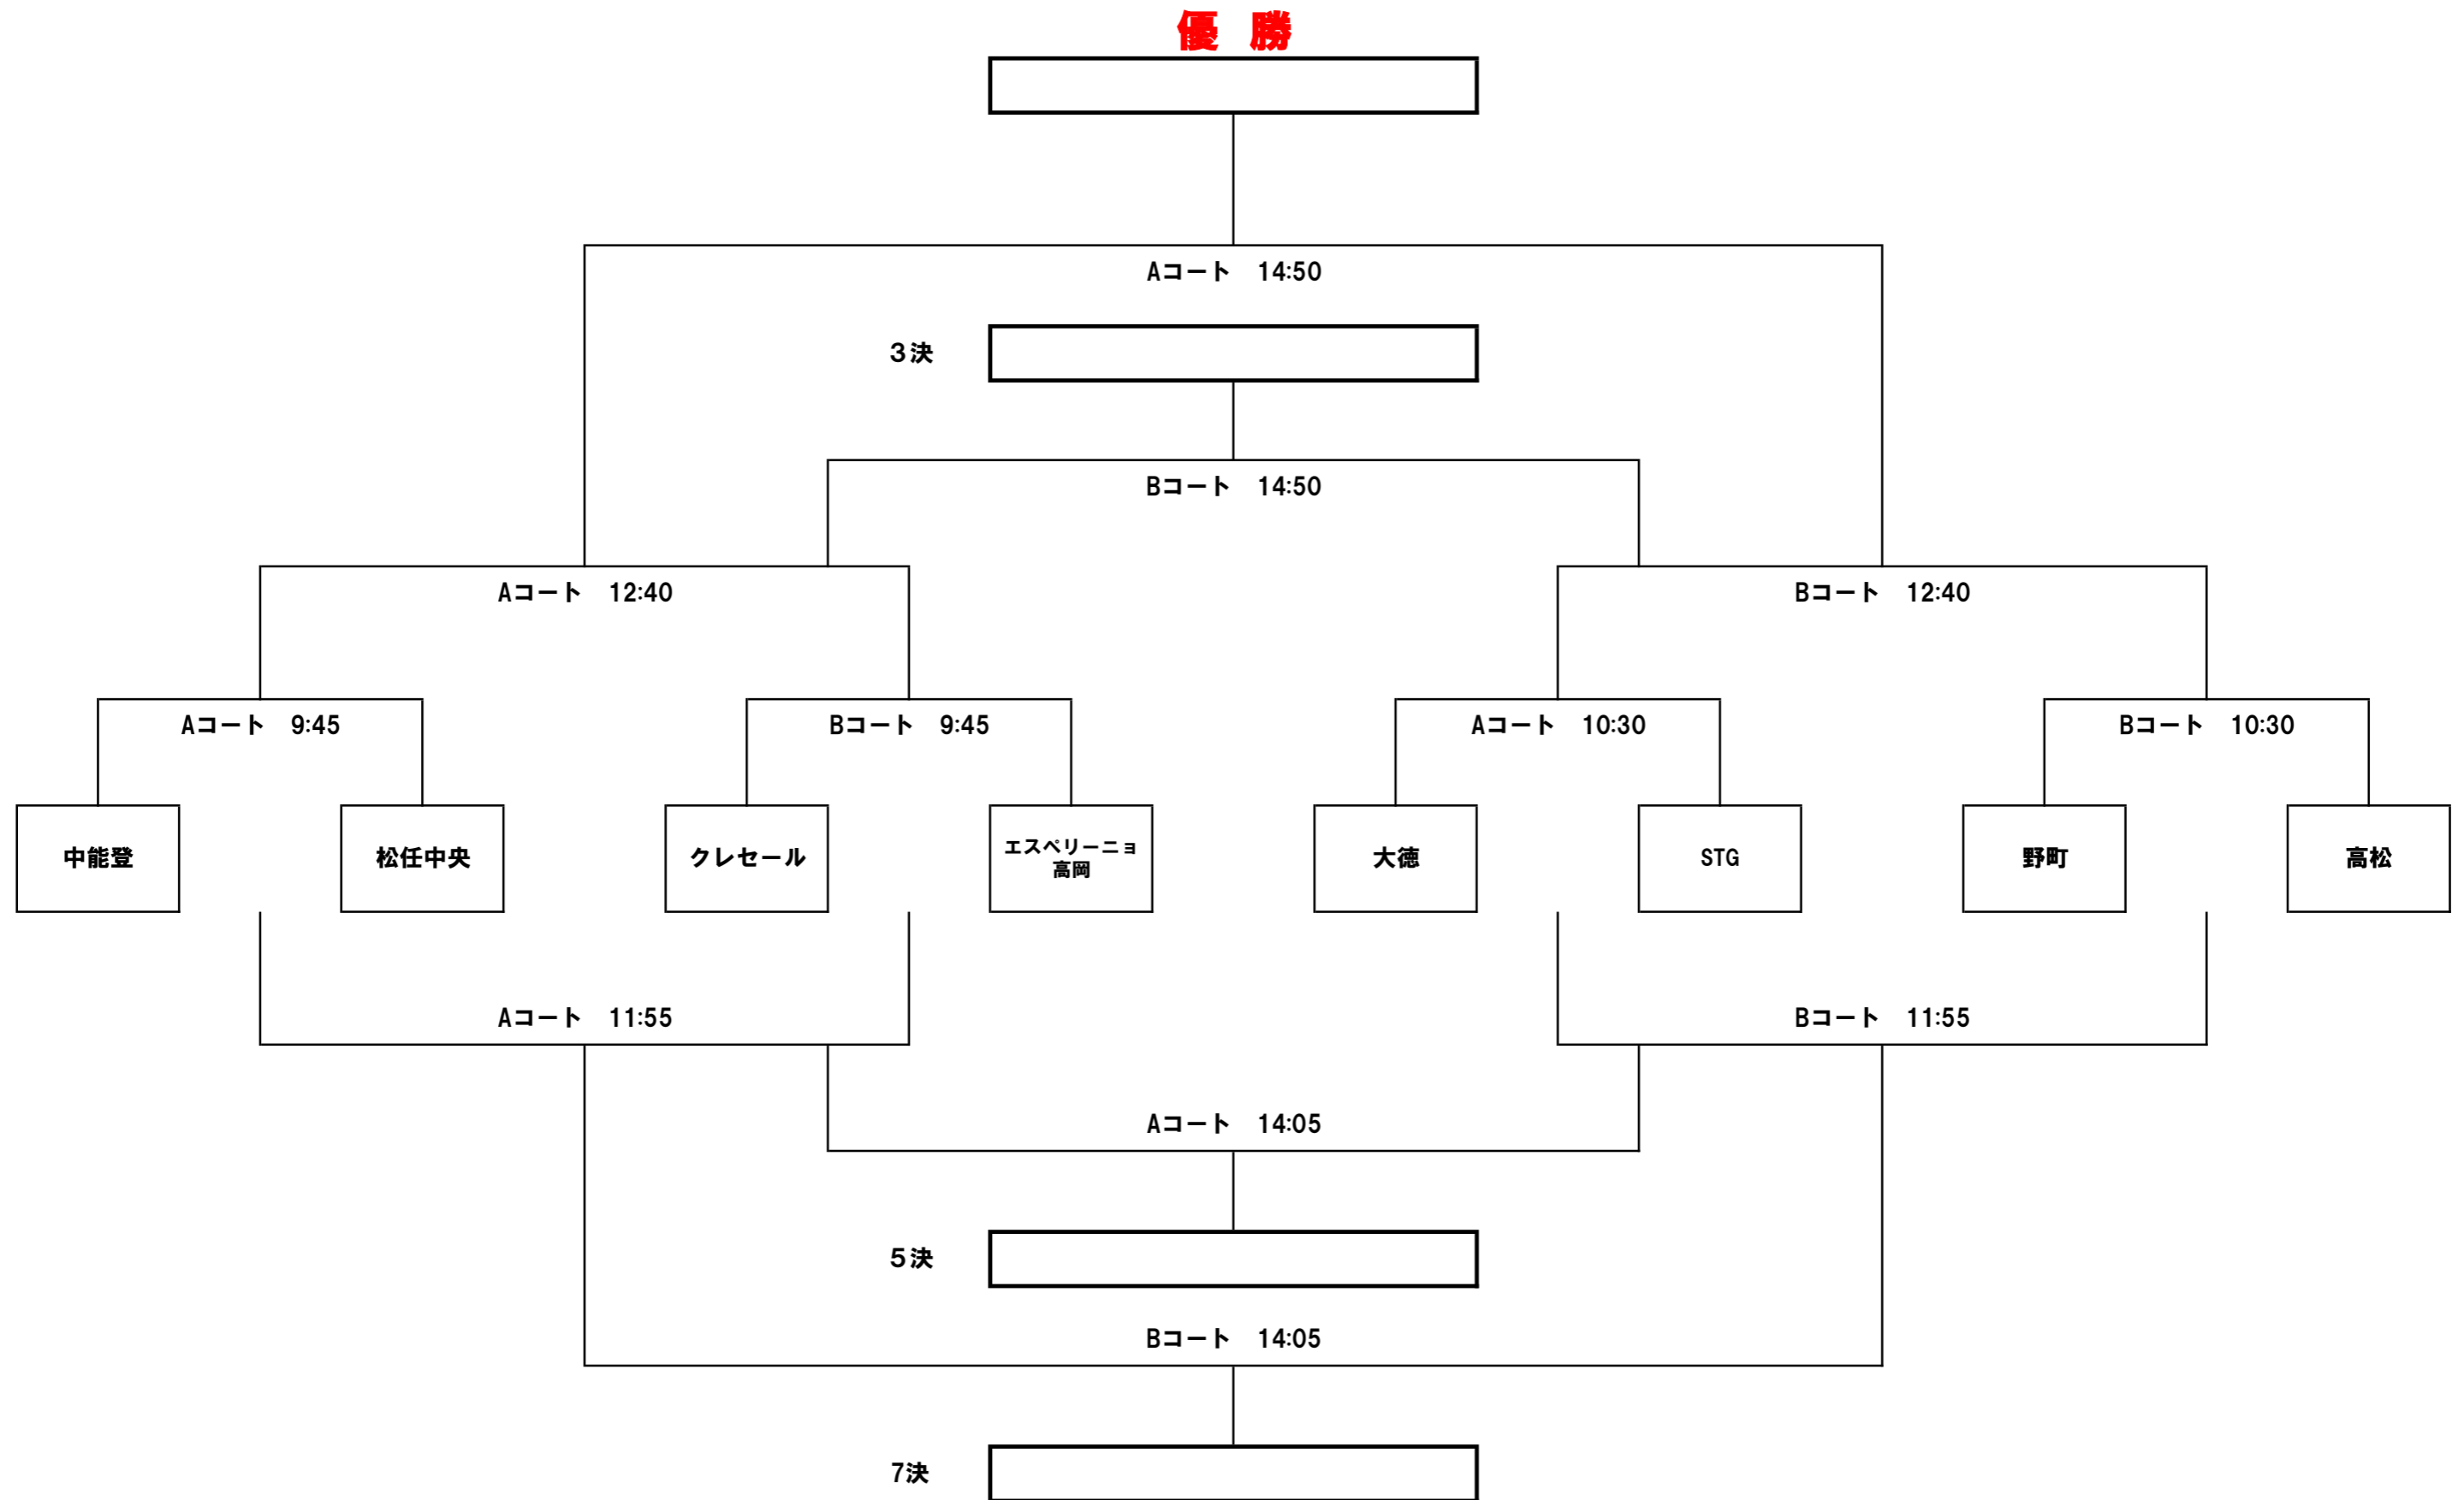 優 勝
Aコート 14:50
３決
Bコート 14:50
Aコート 12:40
Bコート 12:40
Aコート 9:45
Bコート 9:45
Aコート 10:30
Bコート 10:30
中能登
松任中央
クレセール
エスペリーニョ
高岡
大徳
STG
野町
高松
Aコート 11:55
Bコート 11:55
Aコート 14:05
５決
Bコート 14:05
7決